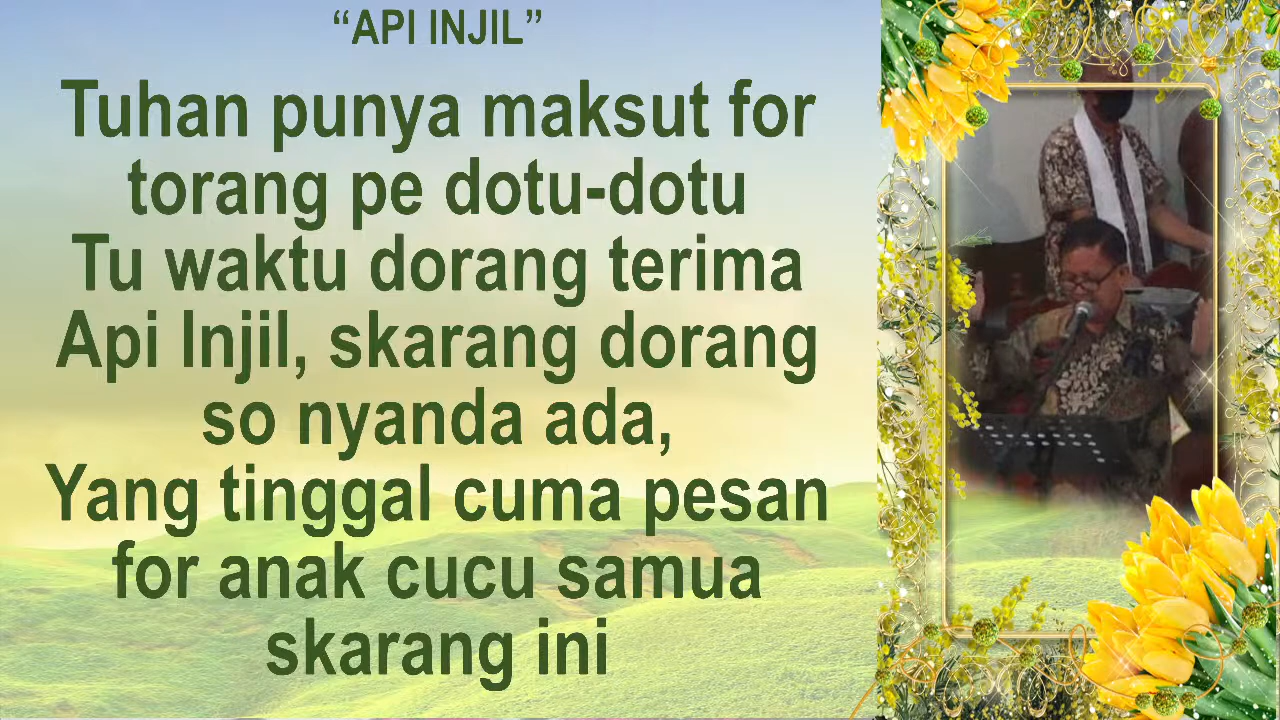 “API INJIL”
Tuhan punya maksut for
torang pe dotu-dotu
Tu waktu dorang terima
Api Injil, skarang dorang
so nyanda ada,
Yang tinggal cuma pesan
for anak cucu samua
skarang ini